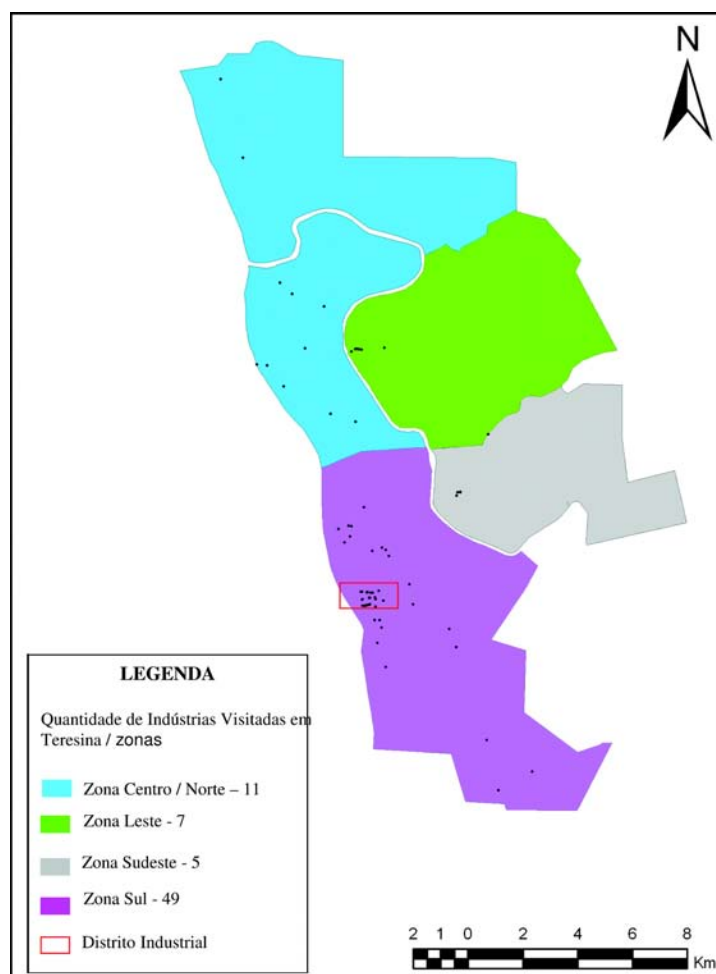 N
LEGENDA
Quantidade de Indústrias Visitadas em
Teresina / zonas
Zona Centro / Norte – 11
Zona Leste - 7
Zona Sudeste - 5
Zona Sul - 49
Distrito Industrial
2 1 0 2 4 6 8
Km